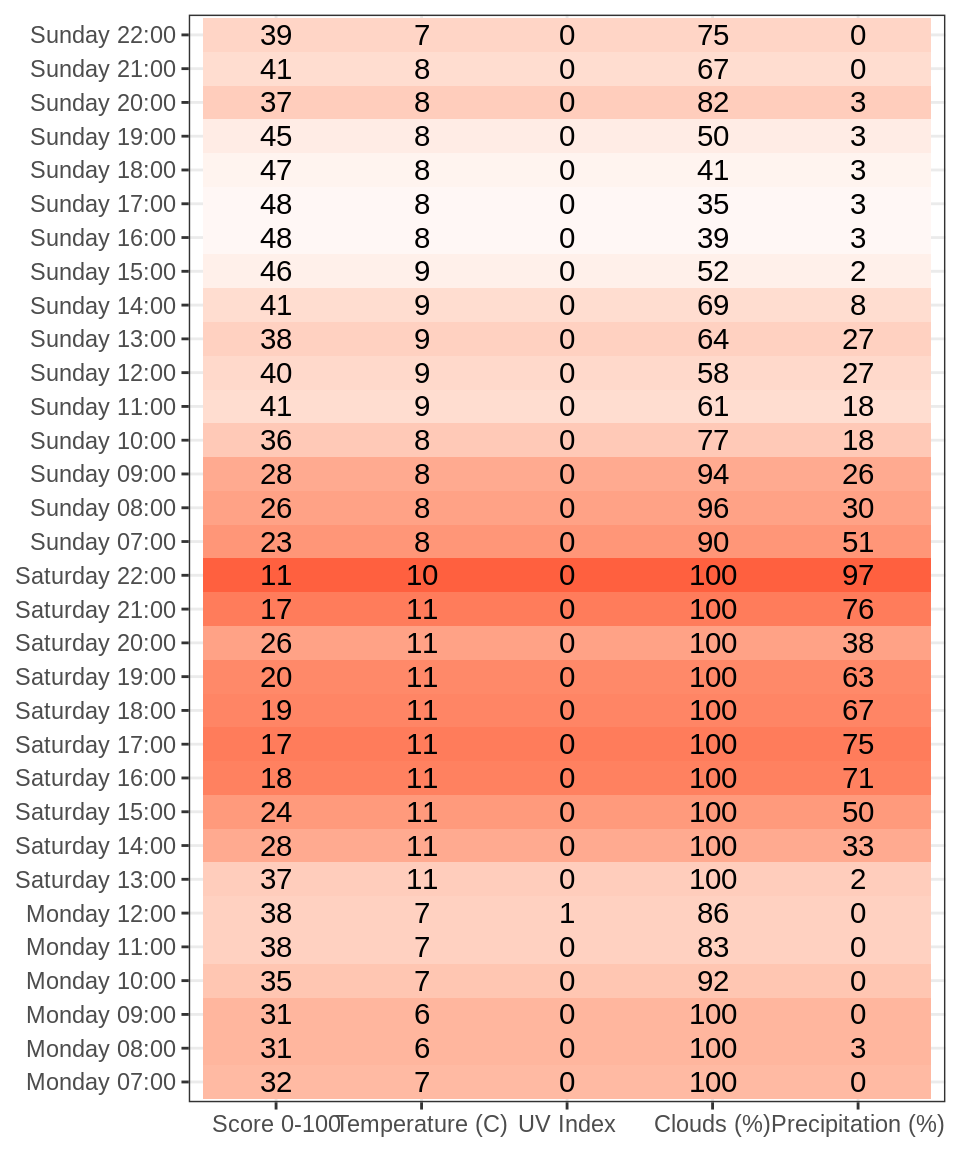 Sunday 22:00 39 7 0 75 0
Sunday 21:00 41 8 0 67 0
Sunday 20:00 37 8 0 82 3
Sunday 19:00 45 8 0 50 3
Sunday 18:00 47 8 0 41 3
Sunday 17:00 48 8 0 35 3
Sunday 16:00 48 8 0 39 3
Sunday 15:00 46 9 0 52 2
Sunday 14:00 41 9 0 69 8
Sunday 13:00 38 9 0 64 27
Sunday 12:00 40 9 0 58 27
Sunday 11:00 41 9 0 61 18
Sunday 10:00 36 8 0 77 18
Sunday 09:00 28 8 0 94 26
Sunday 08:00 26 8 0 96 30
Sunday 07:00 23 8 0 90 51
Saturday 22:00 11 10 0 100 97
Saturday 21:00 17 11 0 100 76
Saturday 20:00 26 11 0 100 38
Saturday 19:00 20 11 0 100 63
Saturday 18:00 19 11 0 100 67
Saturday 17:00 17 11 0 100 75
Saturday 16:00 18 11 0 100 71
Saturday 15:00 24 11 0 100 50
Saturday 14:00 28 11 0 100 33
Saturday 13:00 37 11 0 100 2
Monday 12:00 38 7 1 86 0
Monday 11:00 38 7 0 83 0
Monday 10:00 35 7 0 92 0
Monday 09:00 31 6 0 100 0
Monday 08:00 31 6 0 100 3
Monday 07:00 32 7 0 100 0
Score 0-100 Temperature (C) UV Index Clouds (%) Precipitation (%)